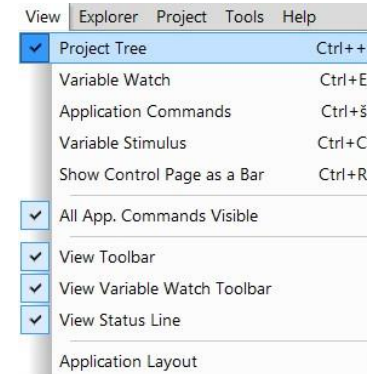 View Explorer Project Tools Help
Project Tree Ctrl++
Variable Watch Ctrl+E
Application Commands Ctrl+š
Variable Stimulus Ctrl+C
Show Control Page as a Bar Ctrl+R
All App. Commands Visible
View Toolbar
View Variable Watch Toolbar
View Status Line
Application Layout